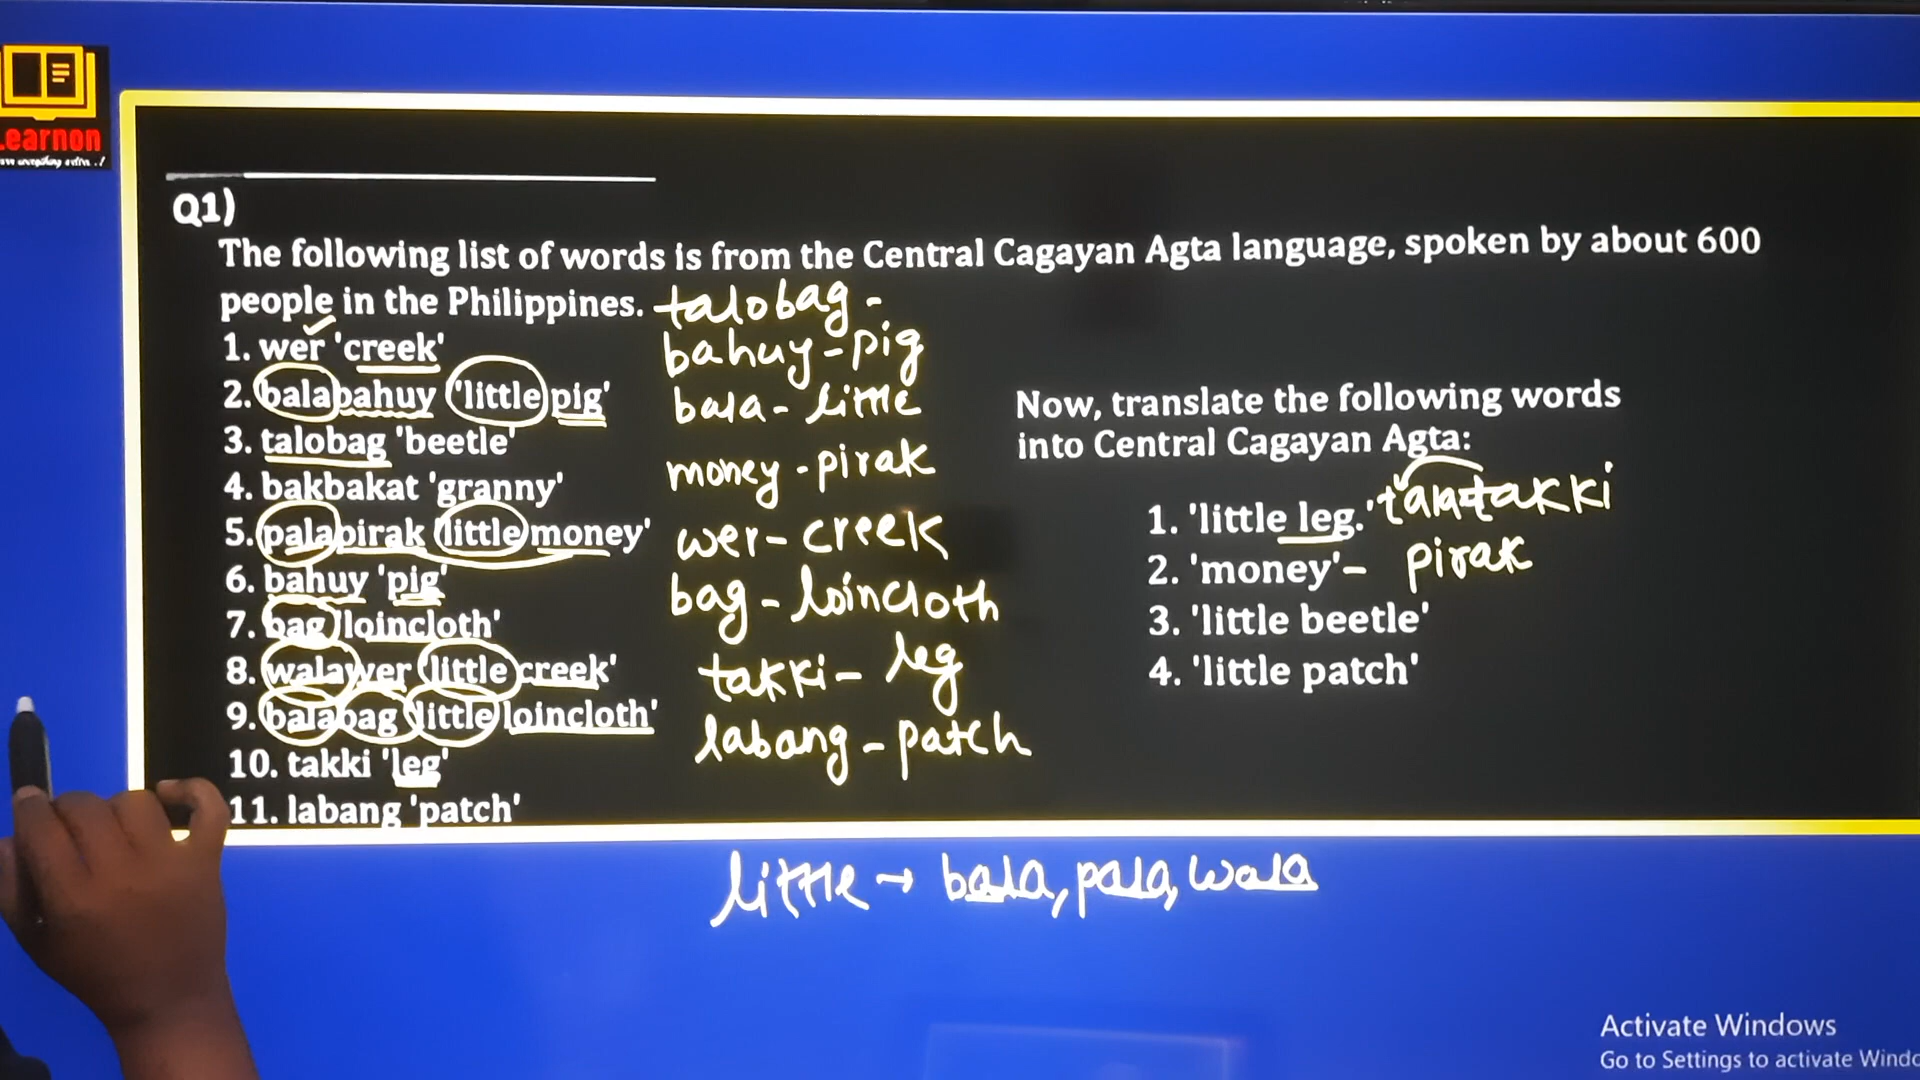 Learnon
Q1)
The following list of words is from the Central Cagayan Agta language, spoken by about 600
people in the Philippines.
talobag -
1. wer 'creek'
bahuy - pig
2. balabahuy 'little pig'
bala - little
3. talobag 'beetle'
money - pirak
4. bakbakat 'granny'
5. palapirak 'little money'
wer - creek
6. bahuy 'pig'
bag - loincloth
7. bag 'loincloth'
8. walawer 'little creek'
takki - leg
9. balabag 'little loincloth'
labang - patch
10. takki 'leg'
11. labang 'patch'
Now, translate the following words
into Central Cagayan Agta:
1. 'little leg.' talatakki
2. 'money' - pirak
3. 'little beetle'
4. 'little patch'
little → bala, pala, wala
Activate Windows
Go to Settings to activate Windo